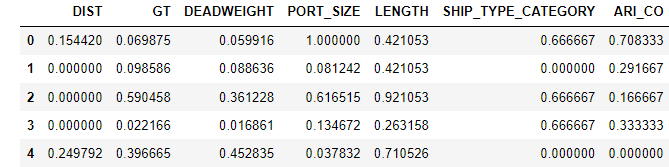 DIST GT DEADWEIGHT PORT_SIZE LENGTH SHIP_TYPE_CATEGORY ARI_CO
0 0.154420 0.069875 0.059916 1.000000 0.421053 0.666667 0.708333
1 0.000000 0.098586 0.088636 0.081242 0.421053 0.000000 0.291667
2 0.000000 0.590458 0.361228 0.616515 0.921053 0.666667 0.166667
3 0.000000 0.022166 0.016861 0.134672 0.263158 0.666667 0.333333
4 0.249792 0.396665 0.452835 0.037832 0.710526 0.000000 0.000000